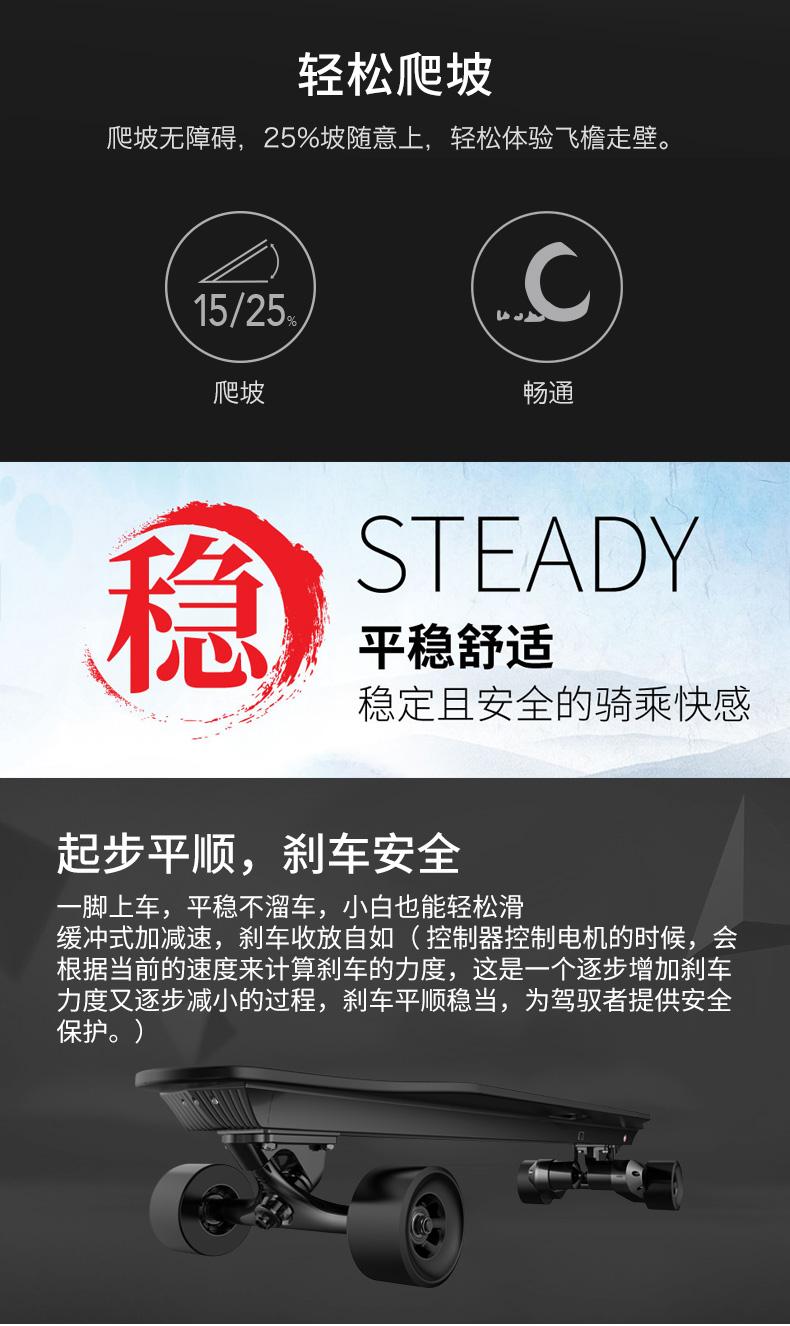 轻松爬坡
爬坡无障碍，25%坡随意上，轻松体验飞檐走壁。
15/25%
爬坡
畅通
稳
STEADY
平稳舒适
稳定且安全的骑乘快感
起步平顺，刹车安全
一脚上车，平稳不溜车，小白也能轻松滑
缓冲式加减速，刹车收放自如（控制器控制电机的时候，会
根据当前的速度来计算刹车的力度，这是一个逐步增加刹车
力度又逐步减小的过程，刹车平顺稳当，为驾驭者提供安全
保护。）